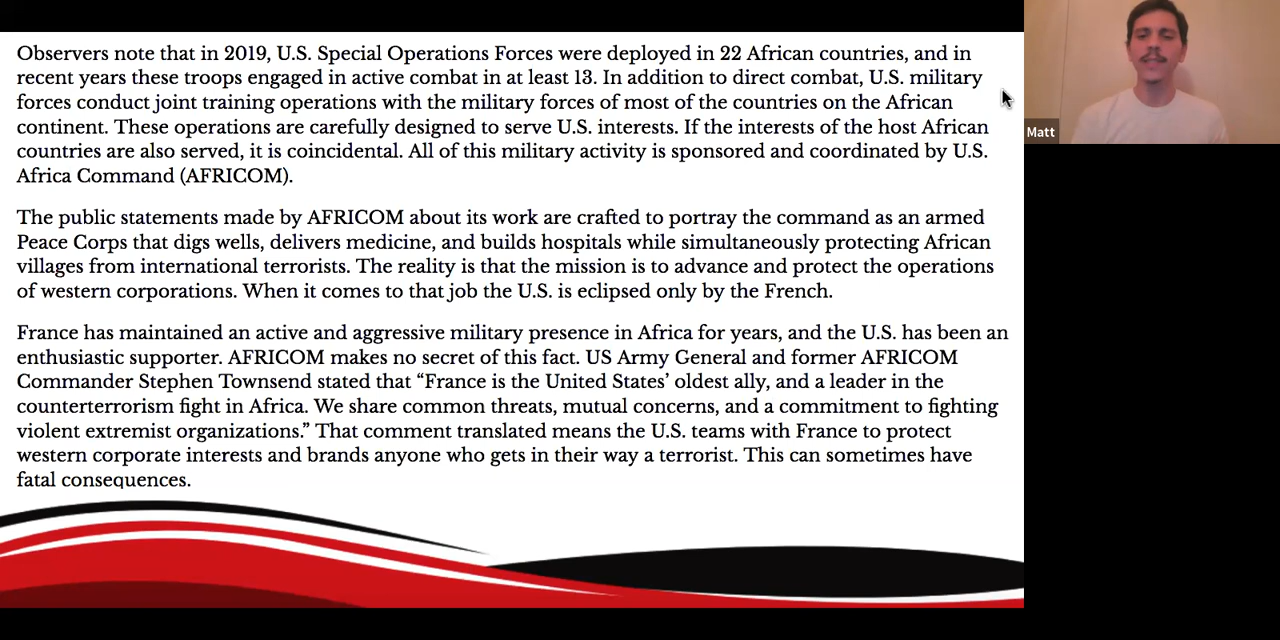 Observers note that in 2019, U.S. Special Operations Forces were deployed in 22 African countries, and in
recent years these troops engaged in active combat in at least 13. In addition to direct combat, U.S. military
forces conduct joint training operations with the military forces of most of the countries on the African
continent. These operations are carefully designed to serve U.S. interests. If the interests of the host African
countries are also served, it is coincidental. All of this military activity is sponsored and coordinated by U.S.
Africa Command (AFRICOM).
The public statements made by AFRICOM about its work are crafted to portray the command as an armed
Peace Corps that digs wells, delivers medicine, and builds hospitals while simultaneously protecting African
villages from international terrorists. The reality is that the mission is to advance and protect the operations
of western corporations. When it comes to that job the U.S. is eclipsed only by the French.
France has maintained an active and aggressive military presence in Africa for years, and the U.S. has been an
enthusiastic supporter. AFRICOM makes no secret of this fact. US Army General and former AFRICOM
Commander Stephen Townsend stated that “France is the United States’ oldest ally, and a leader in the
counterterrorism fight in Africa. We share common threats, mutual concerns, and a commitment to fighting
violent extremist organizations.” That comment translated means the U.S. teams with France to protect
western corporate interests and brands anyone who gets in their way a terrorist. This can sometimes have
fatal consequences.
Matt